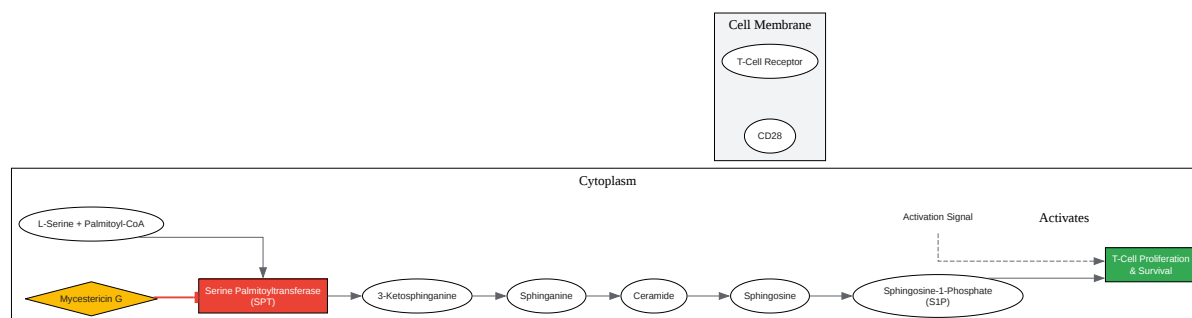 Cell Membrane
T-Cell Receptor
CD28
Cytoplasm
L-Serine + Palmitoyl-CoA
Activation Signal
Activates
T-Cell Proliferation
& Survival
Mycestericin G
Serine Palmitoyltransferase
(SPT)
3-Ketosphinganine
Sphinganine
Ceramide
Sphingosine
Sphingosine-1-Phosphate
(S1P)